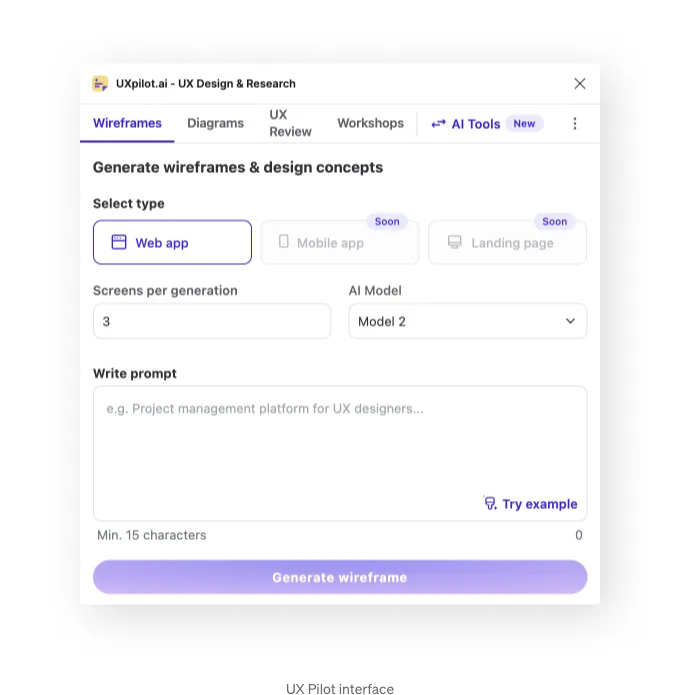 UXpilot.ai - UX Design & Research
Wireframes
Diagrams
UX
Review
Workshops
AI Tools
New
Generate wireframes & design concepts
Select type
Web app
Soon
Mobile app
Soon
Landing page
Screens per generation
AI Model
3
Model 2
Write prompt
e.g. Project management platform for UX designers...
Try example
Min. 15 characters
0
Generate wireframe
UX Pilot interface